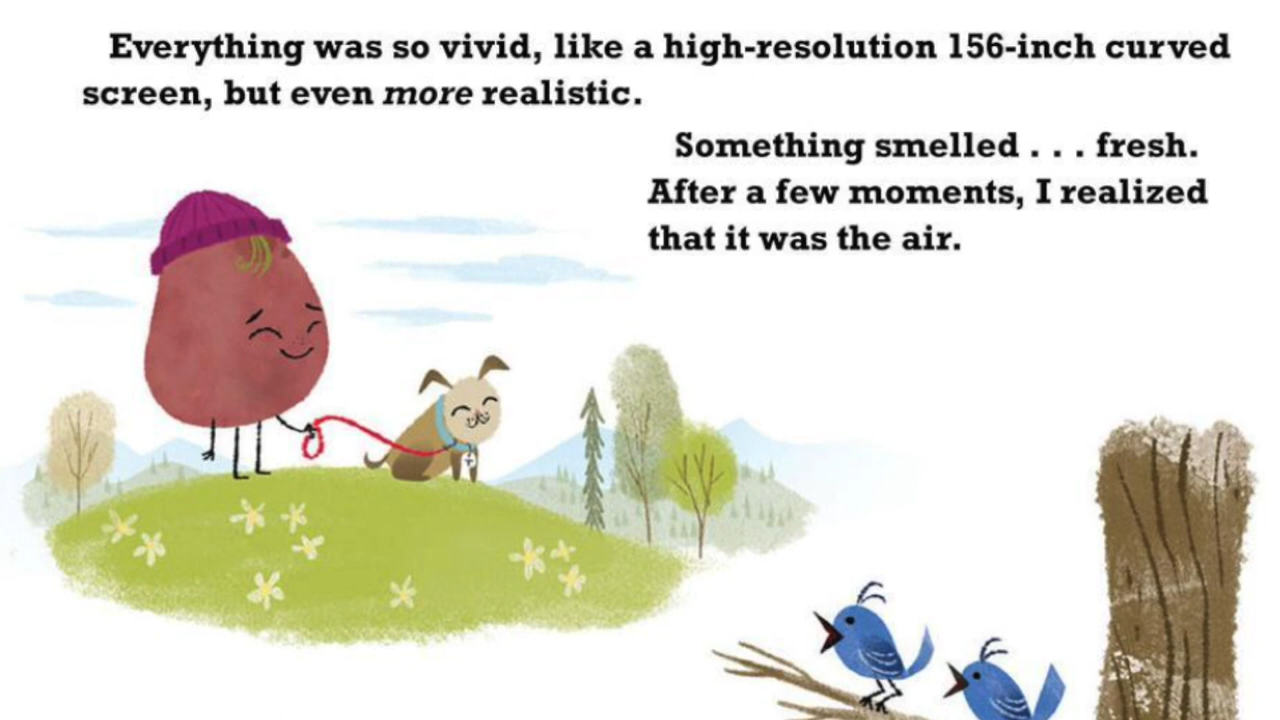 Everything was so vivid, like a high-resolution 156-inch curved
screen, but even more realistic.
Something smelled . . . fresh.
After a few moments, I realized
that it was the air.